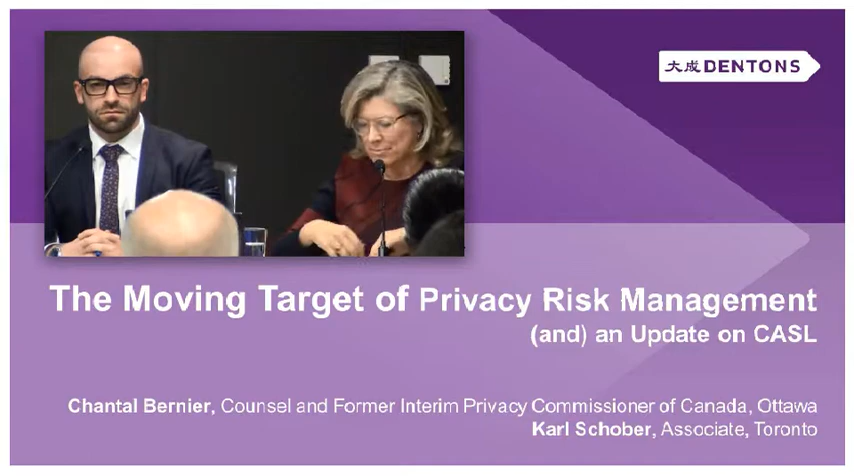 大成DENTONS
The Moving Target of Privacy Risk Management
(and) an Update on CASL
Chantal Bernier, Counsel and Former Interim Privacy Commissioner of Canada, Ottawa
Karl Schober, Associate, Toronto